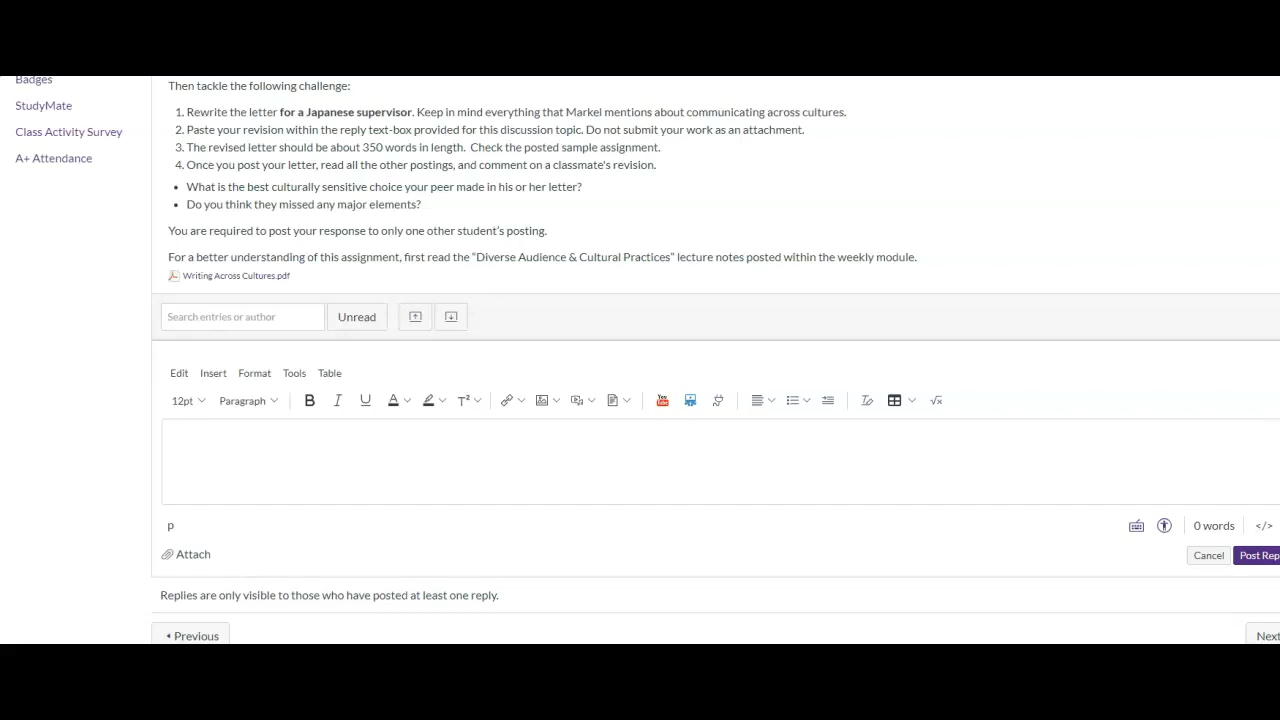 Badges
StudyMate
Class Activity Survey
A+ Attendance
Then tackle the following challenge:
1. Rewrite the letter for a Japanese supervisor. Keep in mind everything that Markel mentions about communicating across cultures.
2. Paste your revision within the reply text-box provided for this discussion topic. Do not submit your work as an attachment.
3. The revised letter should be about 350 words in length.  Check the posted sample assignment.
4. Once you post your letter, read all the other postings, and comment on a classmate's revision.
• What is the best culturally sensitive choice your peer made in his or her letter?
• Do you think they missed any major elements?
You are required to post your response to only one other student's posting.
For a better understanding of this assignment, first read the “Diverse Audience & Cultural Practices” lecture notes posted within the weekly module.
Writing Across Cultures.pdf
Search entries or author
Unread
Edit Insert Format Tools Table
12pt Paragraph B I U A T² You Tube √x
p
0 words </>
Attach
Cancel Post Rep
Replies are only visible to those who have posted at least one reply.
Previous
Next